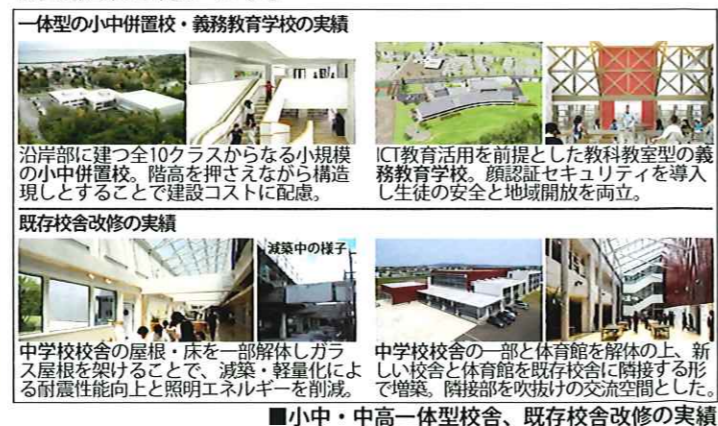 一体型の小中併置校・義務教育学校の実績
沿岸部に建つ全10クラスからなる小規模
の小中併置校。階高を押さえながら構造
現しとすることで建設コストに配慮。
ICT教育活用を前提とした教科教室型の義
務教育学校。顔認証セキュリティを導入
し生徒の安全と地域開放を両立。
既存校舎改修の実績
減築中の様子
中学校校舎の屋根・床を一部解体しガラ
ス屋根を架けることで、減築・軽量化によ
る耐震性能向上と照明エネルギーを削減。
中学校校舎の一部と体育館を解体の上、新
しい校舎と体育館を既存校舎に隣接する形
で増築。隣接部を吹抜けの交流空間とした。
■小中・中高一体型校舎、既存校舎改修の実績